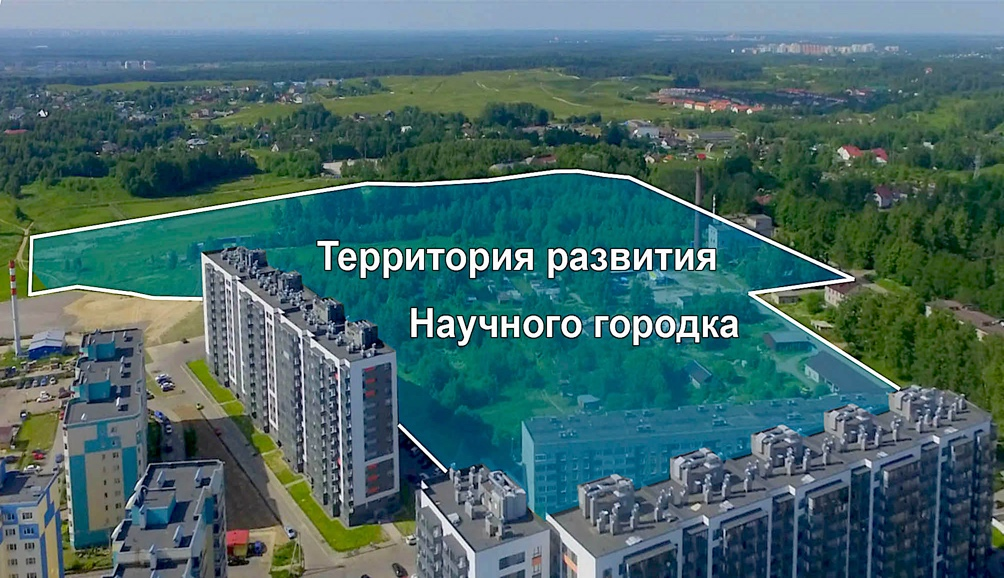 Территория развития
Научного городка